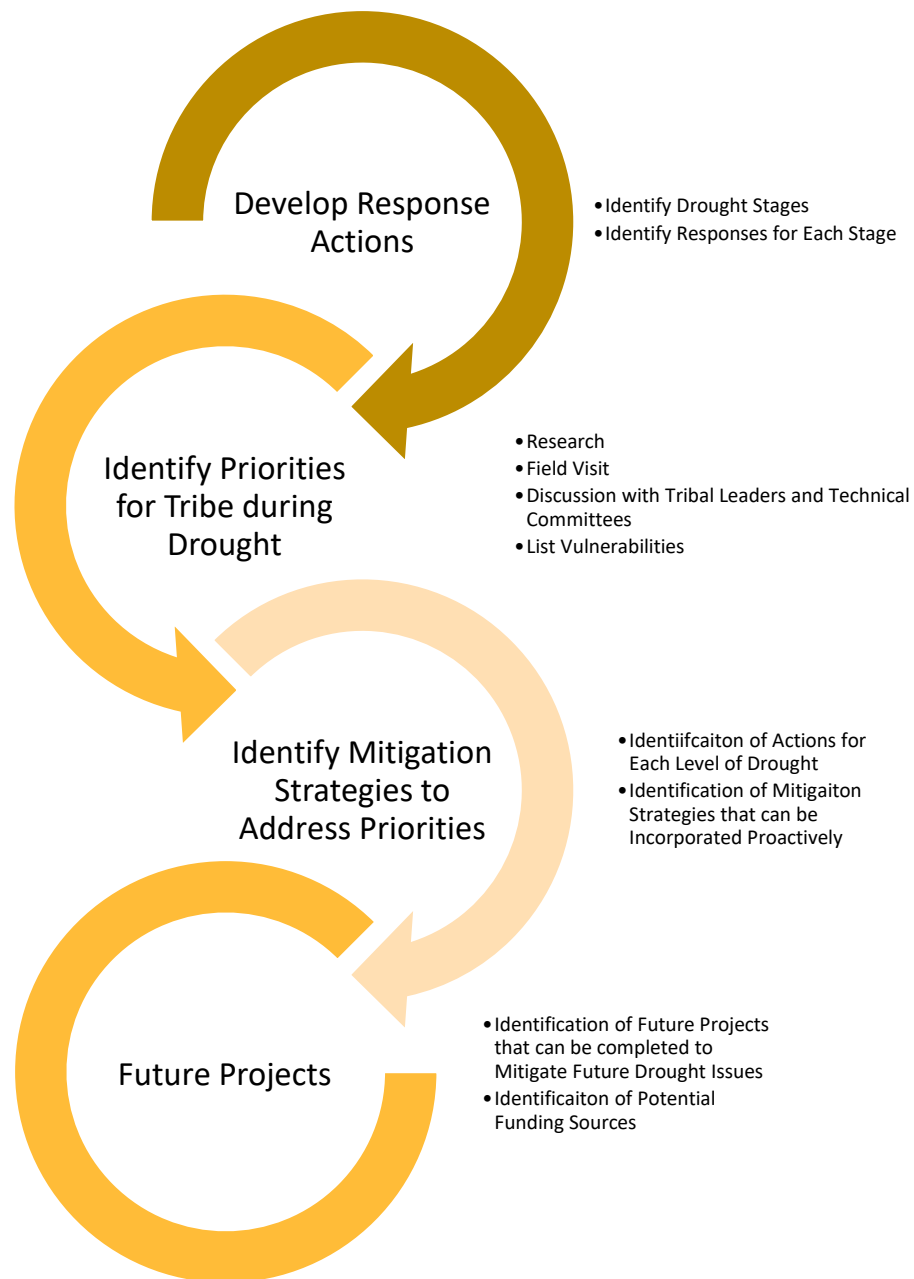 Develop Response
Actions
•Identify Drought Stages
•Identify Responses for Each Stage
Identify Priorities
for Tribe during
Drought
•Research
•Field Visit
•Discussion with Tribal Leaders and Technical
Committees
•List Vulnerabilities
Identify Mitigation
Strategies to
Address Priorities
•Identiifcaiton of Actions for
Each Level of Drought
•Identification of Mitigaiton
Strategies that can be
Incorporated Proactively
Future Projects
•Identification of Future Projects
that can be completed to
Mitigate Future Drought Issues
•Identificaiton of Potential
Funding Sources